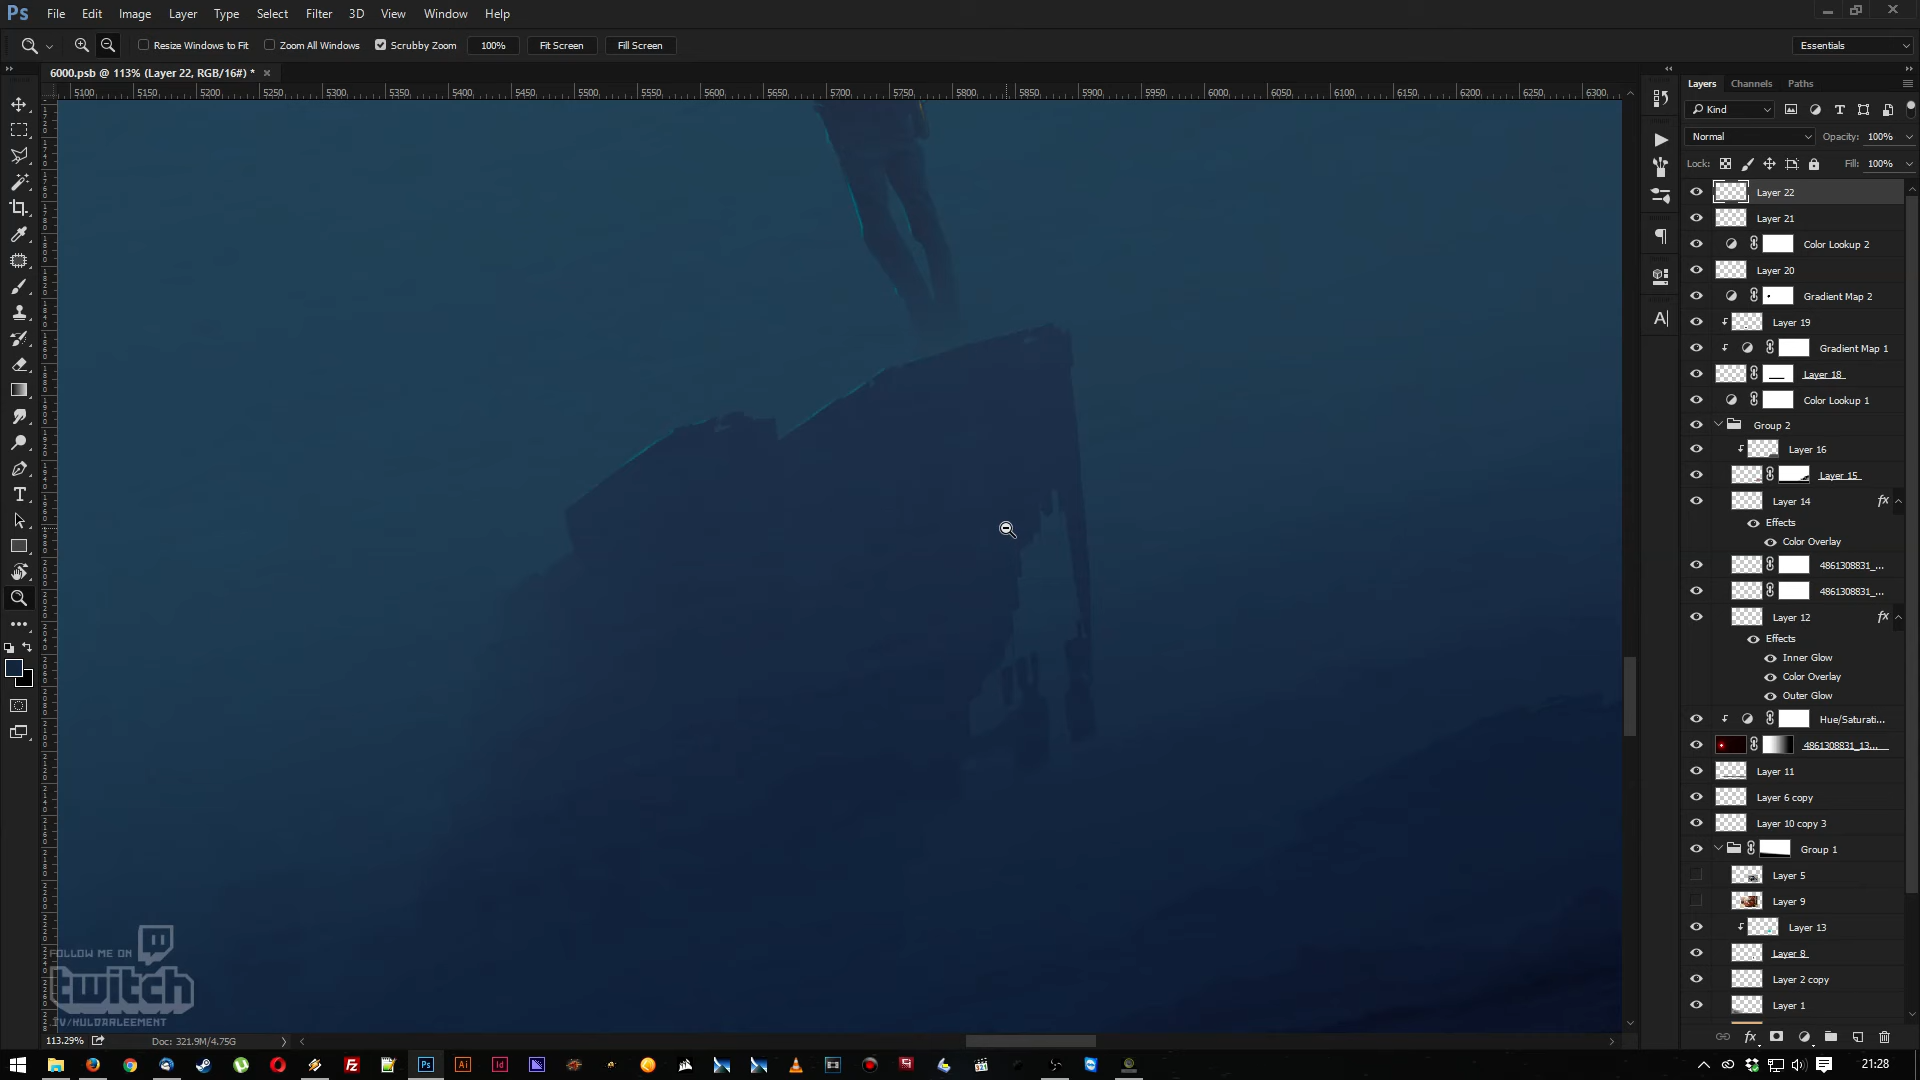 Ps File Edit Image Layer Type Select Filter 3D View Window Help
Resize Windows to Fit Zoom All Windows Scrubby Zoom 100% Fit Screen Fill Screen Essentials
6000.psb @ 113% (Layer 22, RGB/16#) *
5100 5150 5200 5250 5300 5350 5400 5450 5500 5550 5600 5650 5700 5750 5800 5850 5900 5950 6000 6050 6100 6150 6200 6250 6300
Layers Channels Paths
Kind
Normal Opacity: 100%
Lock: Fill: 100%
Layer 22
Layer 21
Color Lookup 2
Layer 20
Gradient Map 2
Layer 19
Gradient Map 1
Layer 18
Color Lookup 1
Group 2
Layer 16
Layer 15
Layer 14 fx
Effects
Color Overlay
4861308831_...
4861308831_...
Layer 12 fx
Effects
Inner Glow
Color Overlay
Outer Glow
Hue/Saturati...
4861308831_13...
Layer 11
Layer 6 copy
Layer 10 copy 3
Group 1
Layer 5
Layer 9
Layer 13
Layer 8
Layer 2 copy
Layer 1
FOLLOW ME ON
twitch
.TV/KULDARLEEMENT
113.29% Doc: 321.9M/4.75G
21:28